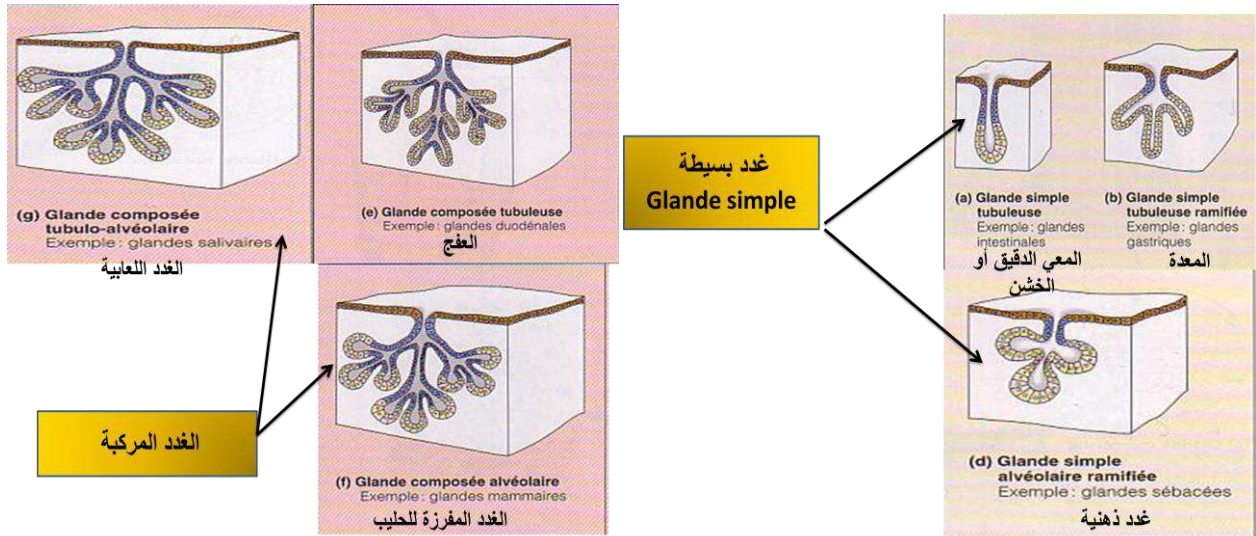 (g) Glande composée
tubulo-alvéolaire
Exemple : glandes salivaires
الغدد اللعابية
(e) Glande composée tubuleuse
Exemple : glandes duodénales
العفج
غدد بسيطة
Glande simple
(a) Glande simple
tubuleuse
Exemple : glandes
intestinales
المعي الدقيق أو
الخشن
(b) Glande simple
tubuleuse ramifiée
Exemple : glandes
gastriques
المعدة
الغدد المركبة
(f) Glande composée alvéolaire
Exemple : glandes mammaires
الغدد المفرزة للحليب
(d) Glande simple
alvéolaire ramifiée
Exemple : glandes sébacées
غدد ذهنية